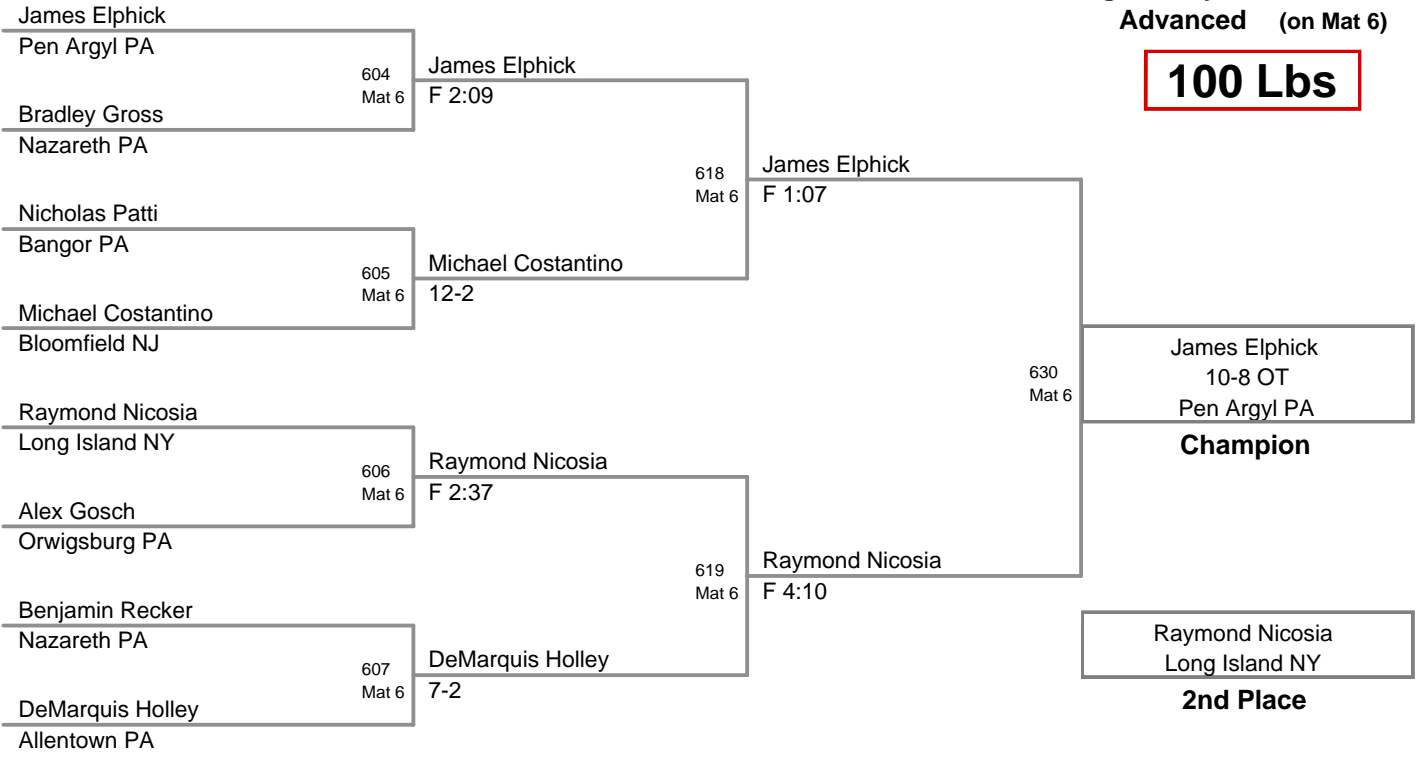 Advanced (on Mat 6)
100 Lbs
James Elphick
Pen Argyl PA
604
Mat 6
Bradley Gross
Nazareth PA
James Elphick
F 2:09
Nicholas Patti
Bangor PA
605
Mat 6
Michael Costantino
Bloomfield NJ
Michael Costantino
12-2
618
Mat 6
James Elphick
F 1:07
Raymond Nicosia
Long Island NY
606
Mat 6
Alex Gosch
Orwigsburg PA
Raymond Nicosia
F 2:37
Benjamin Recker
Nazareth PA
607
Mat 6
DeMarquis Holley
Allentown PA
DeMarquis Holley
7-2
619
Mat 6
Raymond Nicosia
F 4:10
630
Mat 6
James Elphick
10-8 OT
Pen Argyl PA
Champion
Raymond Nicosia
Long Island NY
2nd Place